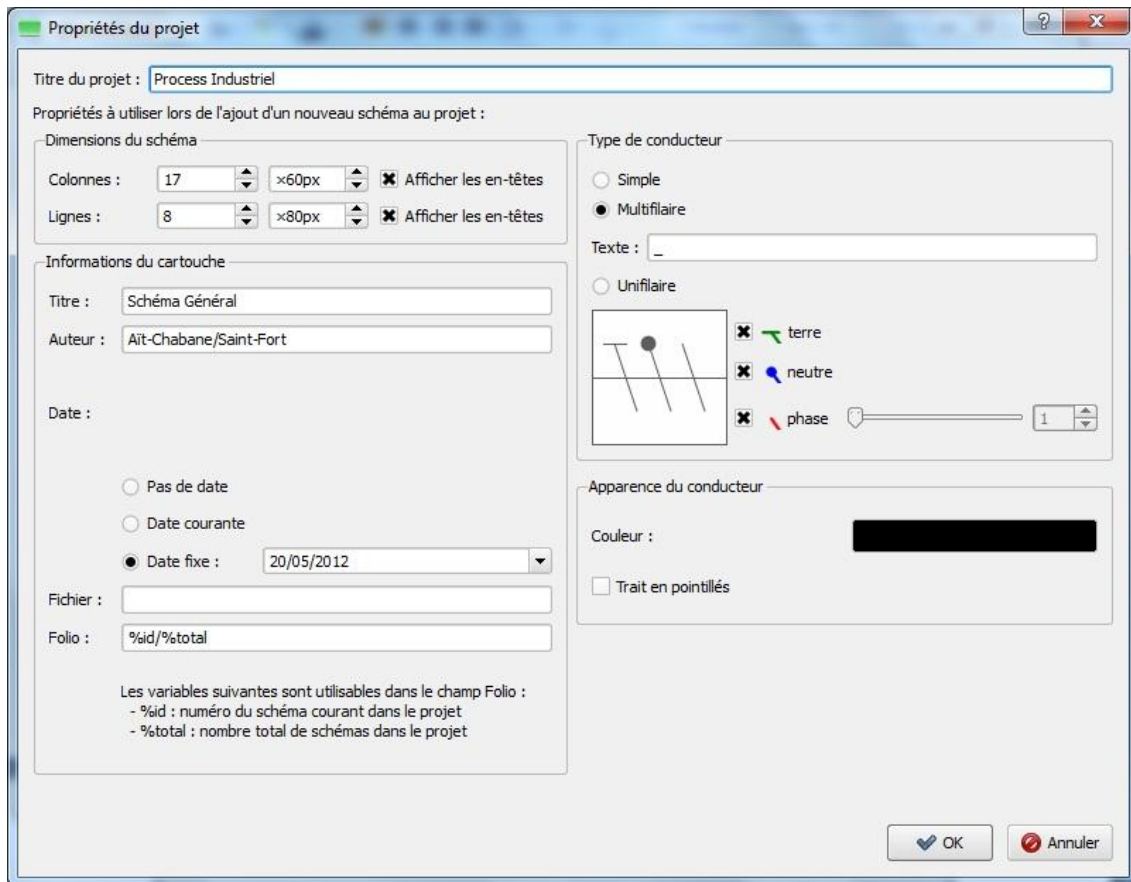 Propriétés du projet
Titre du projet : Process Industriel
Propriétés à utiliser lors de l'ajout d'un nouveau schéma au projet :
Dimensions du schéma
Colonnes : 17 ×60px Afficher les en-têtes
Lignes : 8 ×80px Afficher les en-têtes
Informations du cartouche
Titre : Schéma Général
Auteur : Aït-Chabane/Saint-Fort
Date :
Pas de date
Date courante
Date fixe : 20/05/2012
Fichier :
Folio : %id/%total
Les variables suivantes sont utilisables dans le champ Folio :
- %id : numéro du schéma courant dans le projet
- %total : nombre total de schémas dans le projet
Type de conducteur
Simple
Multifilaire
Texte : _
Unifilaire
terre
neutre
phase 1
Apparence du conducteur
Couleur :
Trait en pointillés
OK Annuler